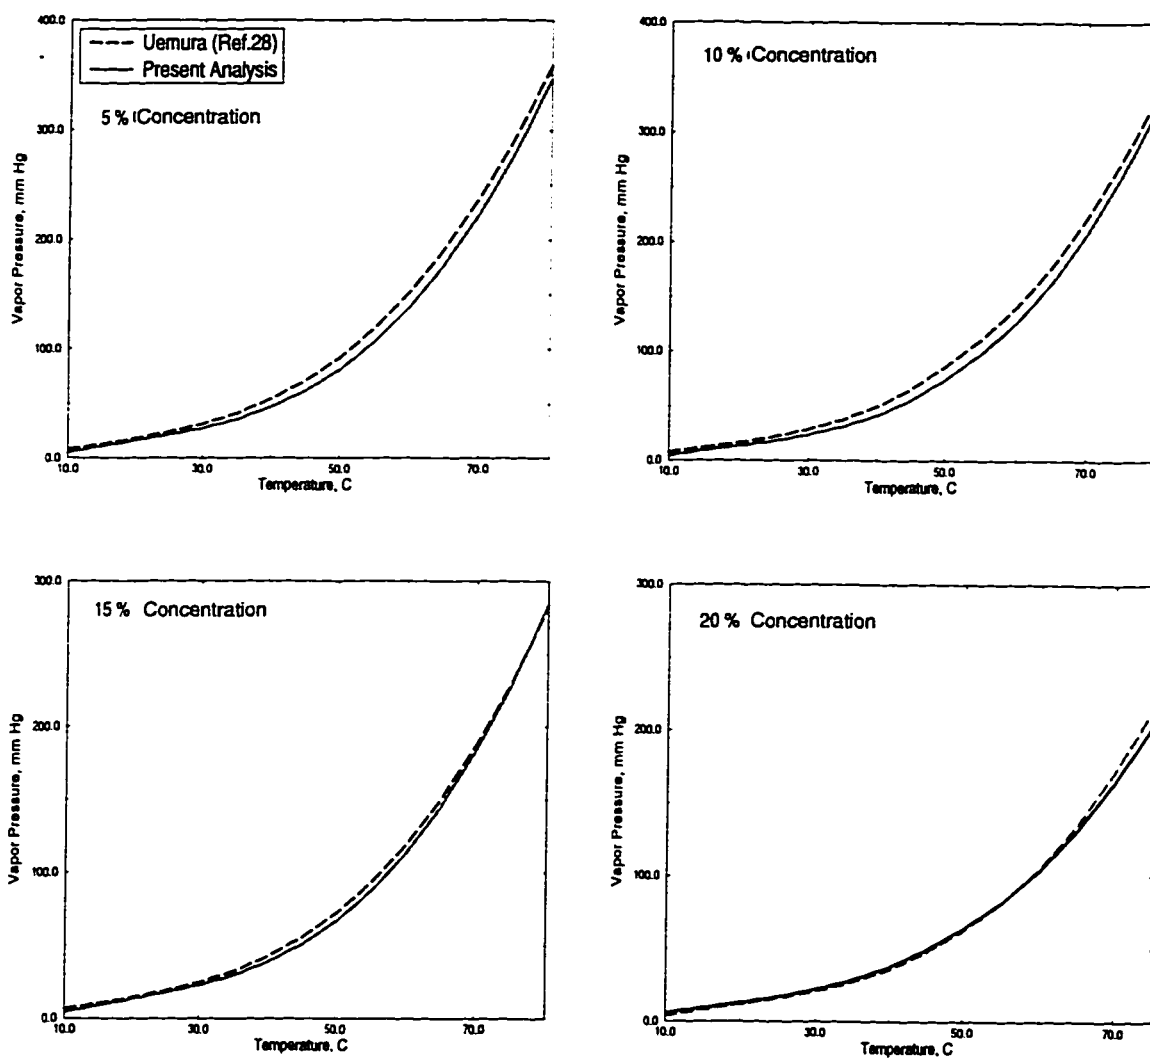 400.0
300.0
200.0
100.0
0.0
Vapor Pressure, mm Hg
Uemura (Ref.28)
Present Analysis
5 % Concentration
10.0 30.0 50.0 70.0
Temperature, C
400.0
300.0
200.0
100.0
0.0
Vapor Pressure, mm Hg
10 % Concentration
10.0 30.0 50.0 70.0
Temperature, C
300.0
200.0
100.0
0.0
Vapor Pressure, mm Hg
15 % Concentration
10.0 30.0 50.0 70.0
Temperature, C
300.0
200.0
100.0
0.0
Vapor Pressure, mm Hg
20 % Concentration
10.0 30.0 50.0 70.0
Temperature, C